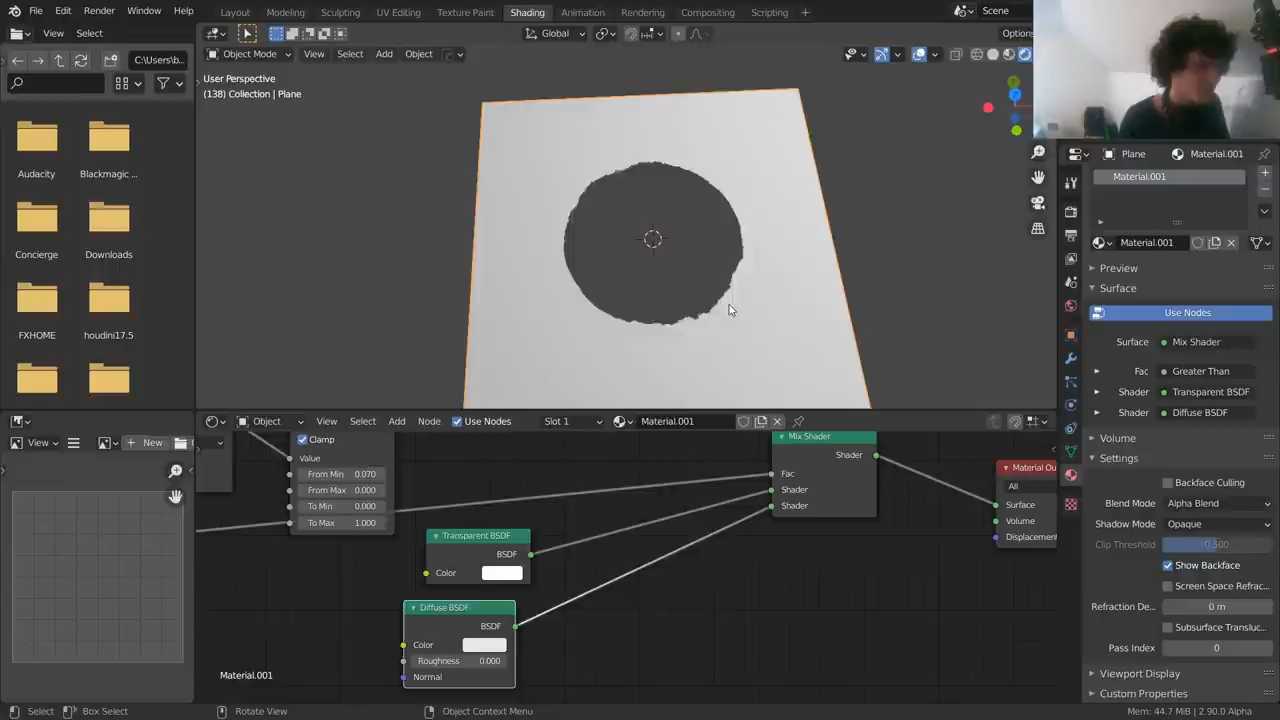 File Edit Render Window Help
Layout Modeling Sculpting UV Editing Texture Paint Shading Animation Rendering Compositing Scripting
Scene
View Select
Global
Options
C:\Users\b...
Object Mode View Select Add Object
User Perspective
(138) Collection | Plane
Audacity
Blackmagic ...
Concierge
Downloads
FXHOME
houdini17.5
Plane
Material.001
Material.001
Material.001
Preview
Surface
Use Nodes
Surface: Mix Shader
Fac Greater Than
Shader Transparent BSDF
Shader Diffuse BSDF
Volume
Settings
Backface Culling
Blend Mode Alpha Blend
Shadow Mode Opaque
Clip Threshold 0.500
Show Backface
Screen Space Refrac...
Refraction De... 0 m
Subsurface Transluc...
Pass Index 0
Viewport Display
Custom Properties
View
New
Object View Select Add Node Use Nodes Slot 1 Material.001
Clamp
Value
From Min 0.070
From Max 0.000
To Min 0.000
To Max 1.000
Transparent BSDF
BSDF
Color
Diffuse BSDF
BSDF
Color
Roughness 0.000
Normal
Mix Shader
Shader
Fac
Shader
Shader
Material Ou
All
Surface
Volume
Displacemen
Material.001
Select Box Select Rotate View Object Context Menu
Mem: 44.7 MiB | 2.90.0 Alpha